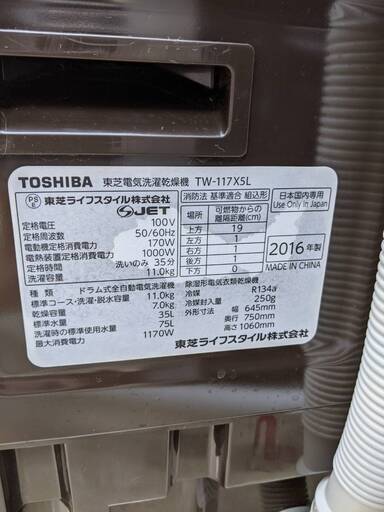 PS
E
TOSHIBA 東芝電気洗濯乾燥機 TW-117X5L
東芝ライフスタイル株式会社
JET
定格電圧 100V
定格周波数 50/60Hz
電動機定格消費電力 170W
電熱装置定格消費電力 1000W
定格時間 洗いのみ 35分
洗濯容量 11.0kg
消防法 基準適合 組込形
場所 可燃物からの離隔距離(cm)
上方 19
左方 1
右方 1
前方
後方 1
下方 0
日本国内専用
Use Only in Japan
2016年製
MADE IN CHINA
種類 ドラム式全自動電気洗濯機
標準コース・洗濯・脱水容量 11.0kg
乾燥容量 7.0kg
標準水量 35L
洗濯時の標準使用水量 75L
最大消費電力 1170W
除湿形電気衣類乾燥機
冷媒 R134a
冷媒封入量 250g
外形寸法 幅 645mm
奥行 750mm
高さ 1060mm
東芝ライフスタイル株式会社